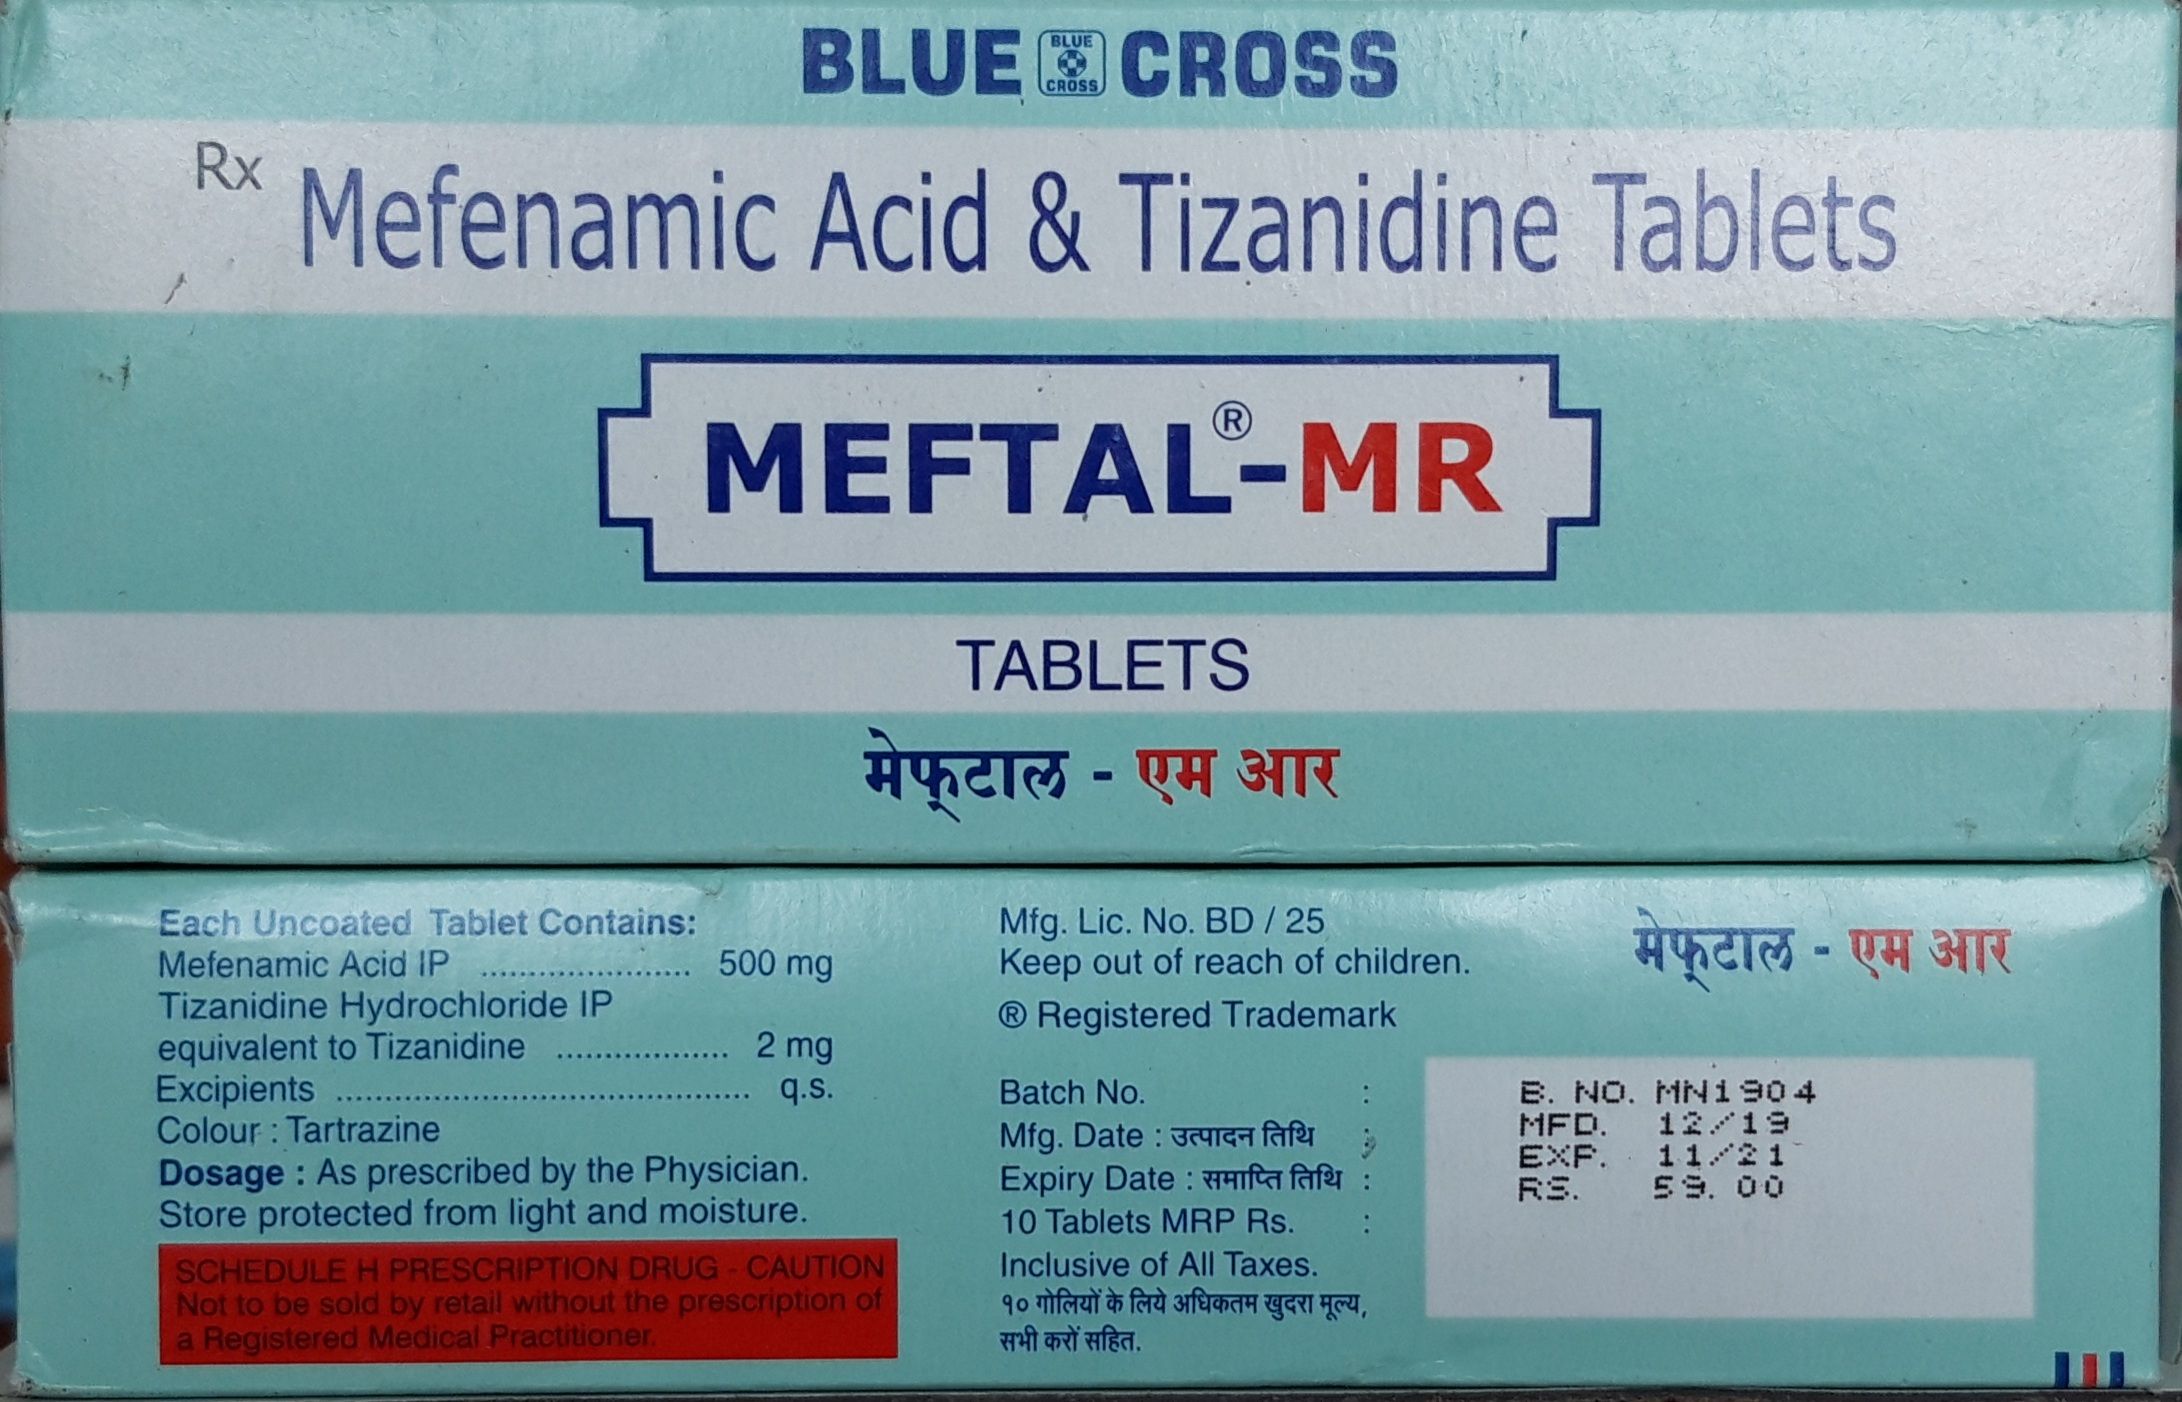 BLUE BLUE CROSS CROSS
Rx Mefenamic Acid & Tizanidine Tablets
MEFTAL®-MR
TABLETS
मेफ्टाल - एम आर
Each Uncoated Tablet Contains:
Mefenamic Acid IP ...................... 500 mg
Tizanidine Hydrochloride IP
equivalent to Tizanidine .................. 2 mg
Excipients ........................................... q.s.
Colour : Tartrazine
Dosage : As prescribed by the Physician.
Store protected from light and moisture.
SCHEDULE H PRESCRIPTION DRUG - CAUTION
Not to be sold by retail without the prescription of
a Registered Medical Practitioner.
Mfg. Lic. No. BD / 25
Keep out of reach of children.
® Registered Trademark
Batch No. :
Mfg. Date : उत्पादन तिथि :
Expiry Date : समाप्ति तिथि :
10 Tablets MRP Rs. :
Inclusive of All Taxes.
१० गोलियों के लिये अधिकतम खुदरा मूल्य,
सभी करों सहित.
मेफ्टाल - एम आर
B. NO. MN1904
MFD. 12/19
EXP. 11/21
RS. 59.00